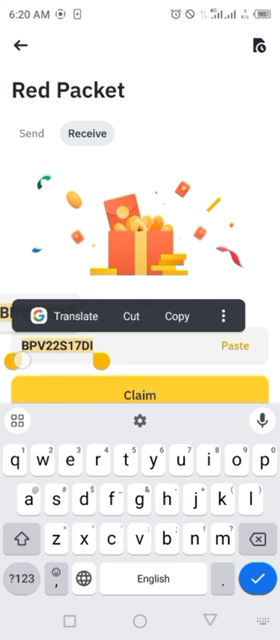 6:20 AM
Red Packet
Send Receive
Translate Cut Copy
BPV22S17DI Paste
Claim
q w e r t y u i o p
a s d f g h j k l
z x c v b n m
?123 , English .